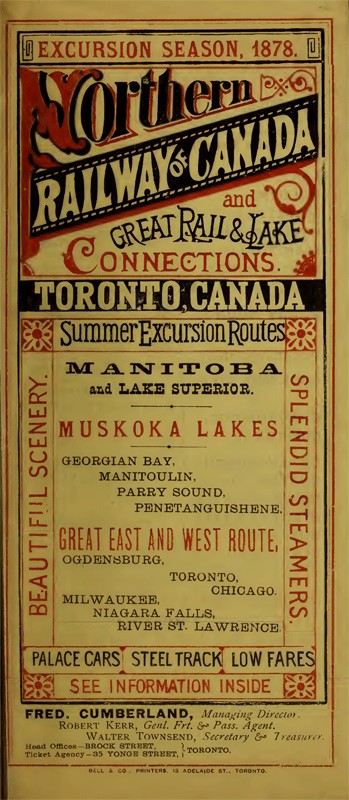 EXCURSION SEASON, 1878.
Northern
RAILWAY OF CANADA
and
GREAT RAIL & LAKE
CONNECTIONS.
TORONTO, CANADA
Summer Excursion Routes
BEAUTIFUL SCENERY.
MANITOBA
and LAKE SUPERIOR.
MUSKOKA LAKES
GEORGIAN BAY,
MANITOULIN,
PARRY SOUND,
PENETANGUISHENE.
GREAT EAST AND WEST ROUTE,
OGDENSBURG,
TORONTO,
CHICAGO.
MILWAUKEE,
NIAGARA FALLS,
RIVER ST. LAWRENCE
SPLENDID STEAMERS.
PALACE CARS STEEL TRACK LOW FARES
SEE INFORMATION INSIDE
FRED. CUMBERLAND, Managing Director.
ROBERT KERR, Genl. Frt. & Pass. Agent.
WALTER TOWNSEND, Secretary & Treasurer.
Head Offices—BROCK STREET, } TORONTO.
Ticket Agency—35 YONGE STREET,
BELL & CO., PRINTERS, 13 ADELAIDE ST., TORONTO.